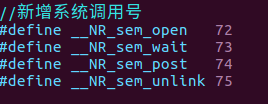 //新增系统调用号
#define __NR_sem_open   72
#define __NR_sem_wait   73
#define __NR_sem_post   74
#define __NR_sem_unlink 75